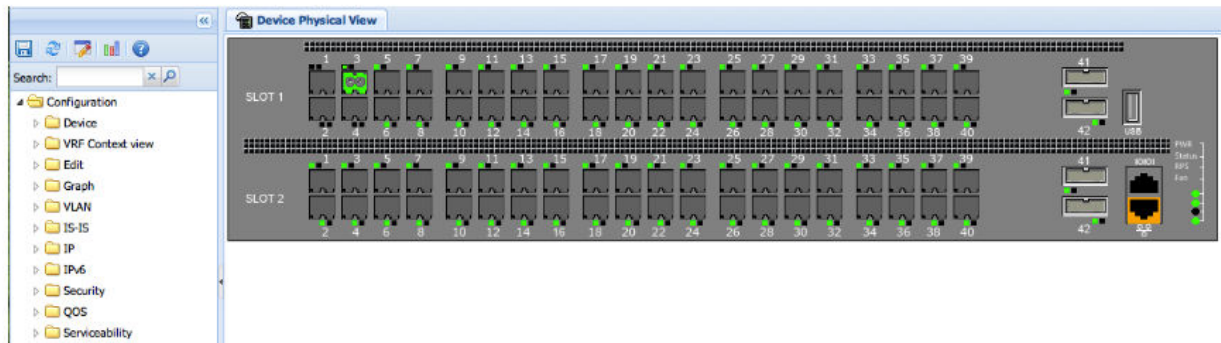 Device Physical View
Search:
Configuration
Device
VRF Context view
Edit
Graph
VLAN
IS-IS
IP
IPv6
Security
QOS
Serviceability
1 3 5 7 9 11 13 15 17 19 21 23 25 27 29 31 33 35 37 39 41
SLOT 1
2 4 6 8 10 12 14 16 18 20 22 24 26 28 30 32 34 36 38 40 42 USB
1 3 5 7 9 11 13 15 17 19 21 23 25 27 29 31 33 35 37 39 41 IOIOI
SLOT 2
2 4 6 8 10 12 14 16 18 20 22 24 26 28 30 32 34 36 38 40 42
PWR
Status
RPS
Fan